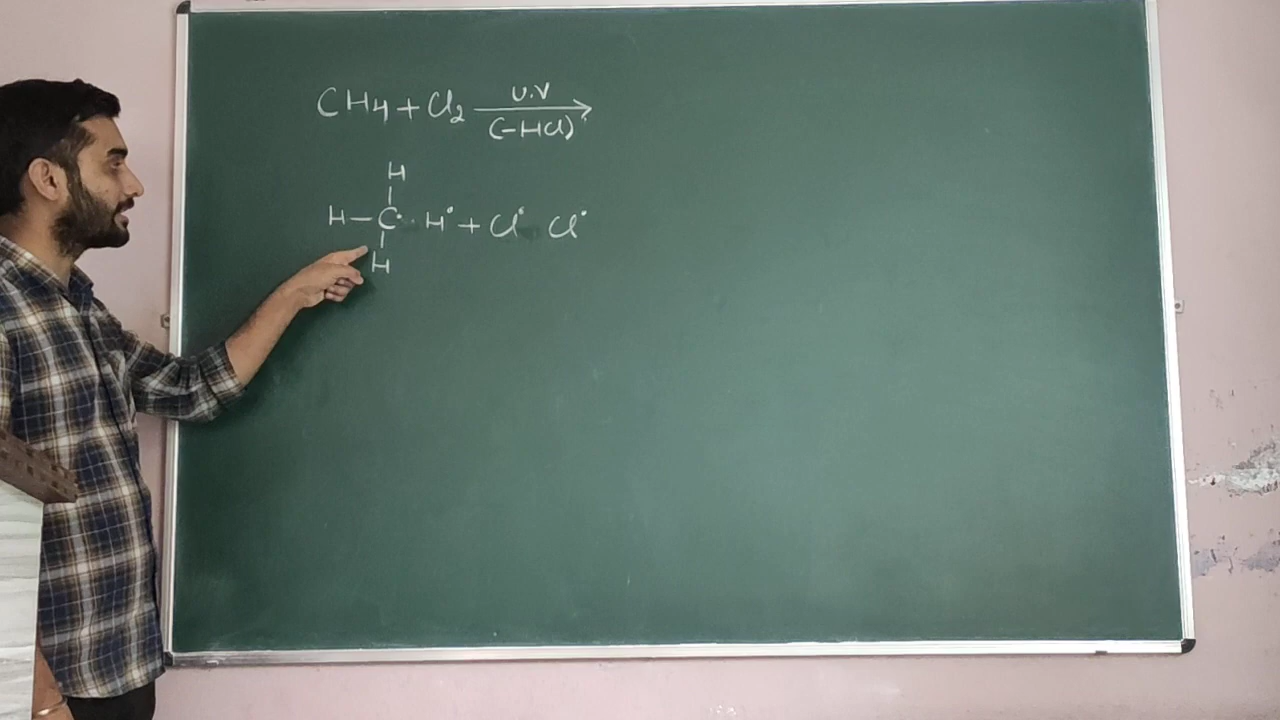 CH4 + Cl2 U.V (-HCl) →
H
H – C· · H• + Cl• Cl•
H